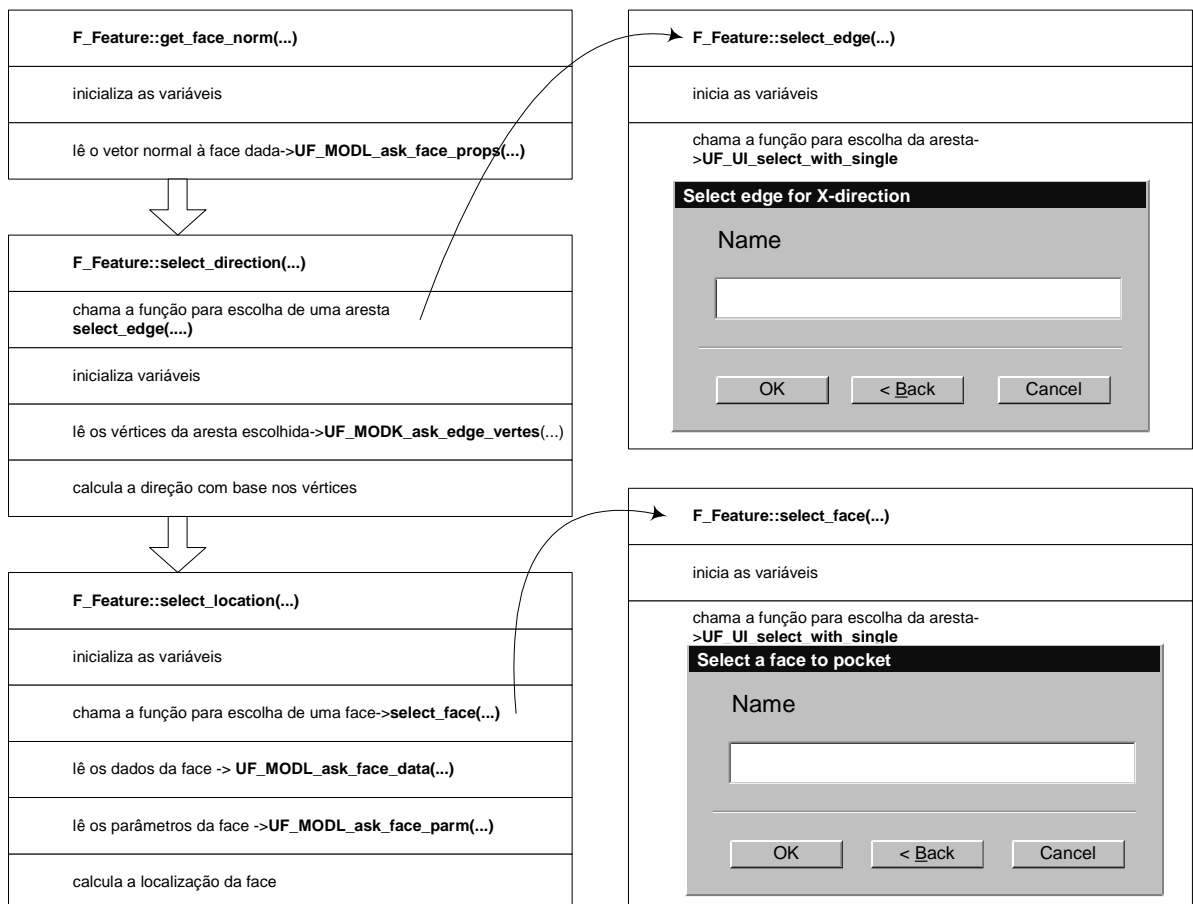 F_Feature::get_face_norm(...)
inicializa as variáveis
lê o vetor normal à face dada->UF_MODL_ask_face_props(...)
F_Feature::select_direction(...)
chama a função para escolha de uma aresta
select_edge(....)
inicializa variáveis
lê os vértices da aresta escolhida->UF_MODK_ask_edge_vertes(...)
calcula a direção com base nos vértices
F_Feature::select_location(...)
inicializa as variáveis
chama a função para escolha de uma face->select_face(...)
lê os dados da face -> UF_MODL_ask_face_data(...)
lê os parâmetros da face ->UF_MODL_ask_face_parm(...)
calcula a localização da face
F_Feature::select_edge(...)
inicia as variáveis
chama a função para escolha da aresta-
>UF_UI_select_with_single
Select edge for X-direction
Name
OK < Back Cancel
F_Feature::select_face(...)
inicia as variáveis
chama a função para escolha da aresta-
>UF_UI_select_with_single
Select a face to pocket
Name
OK < Back Cancel